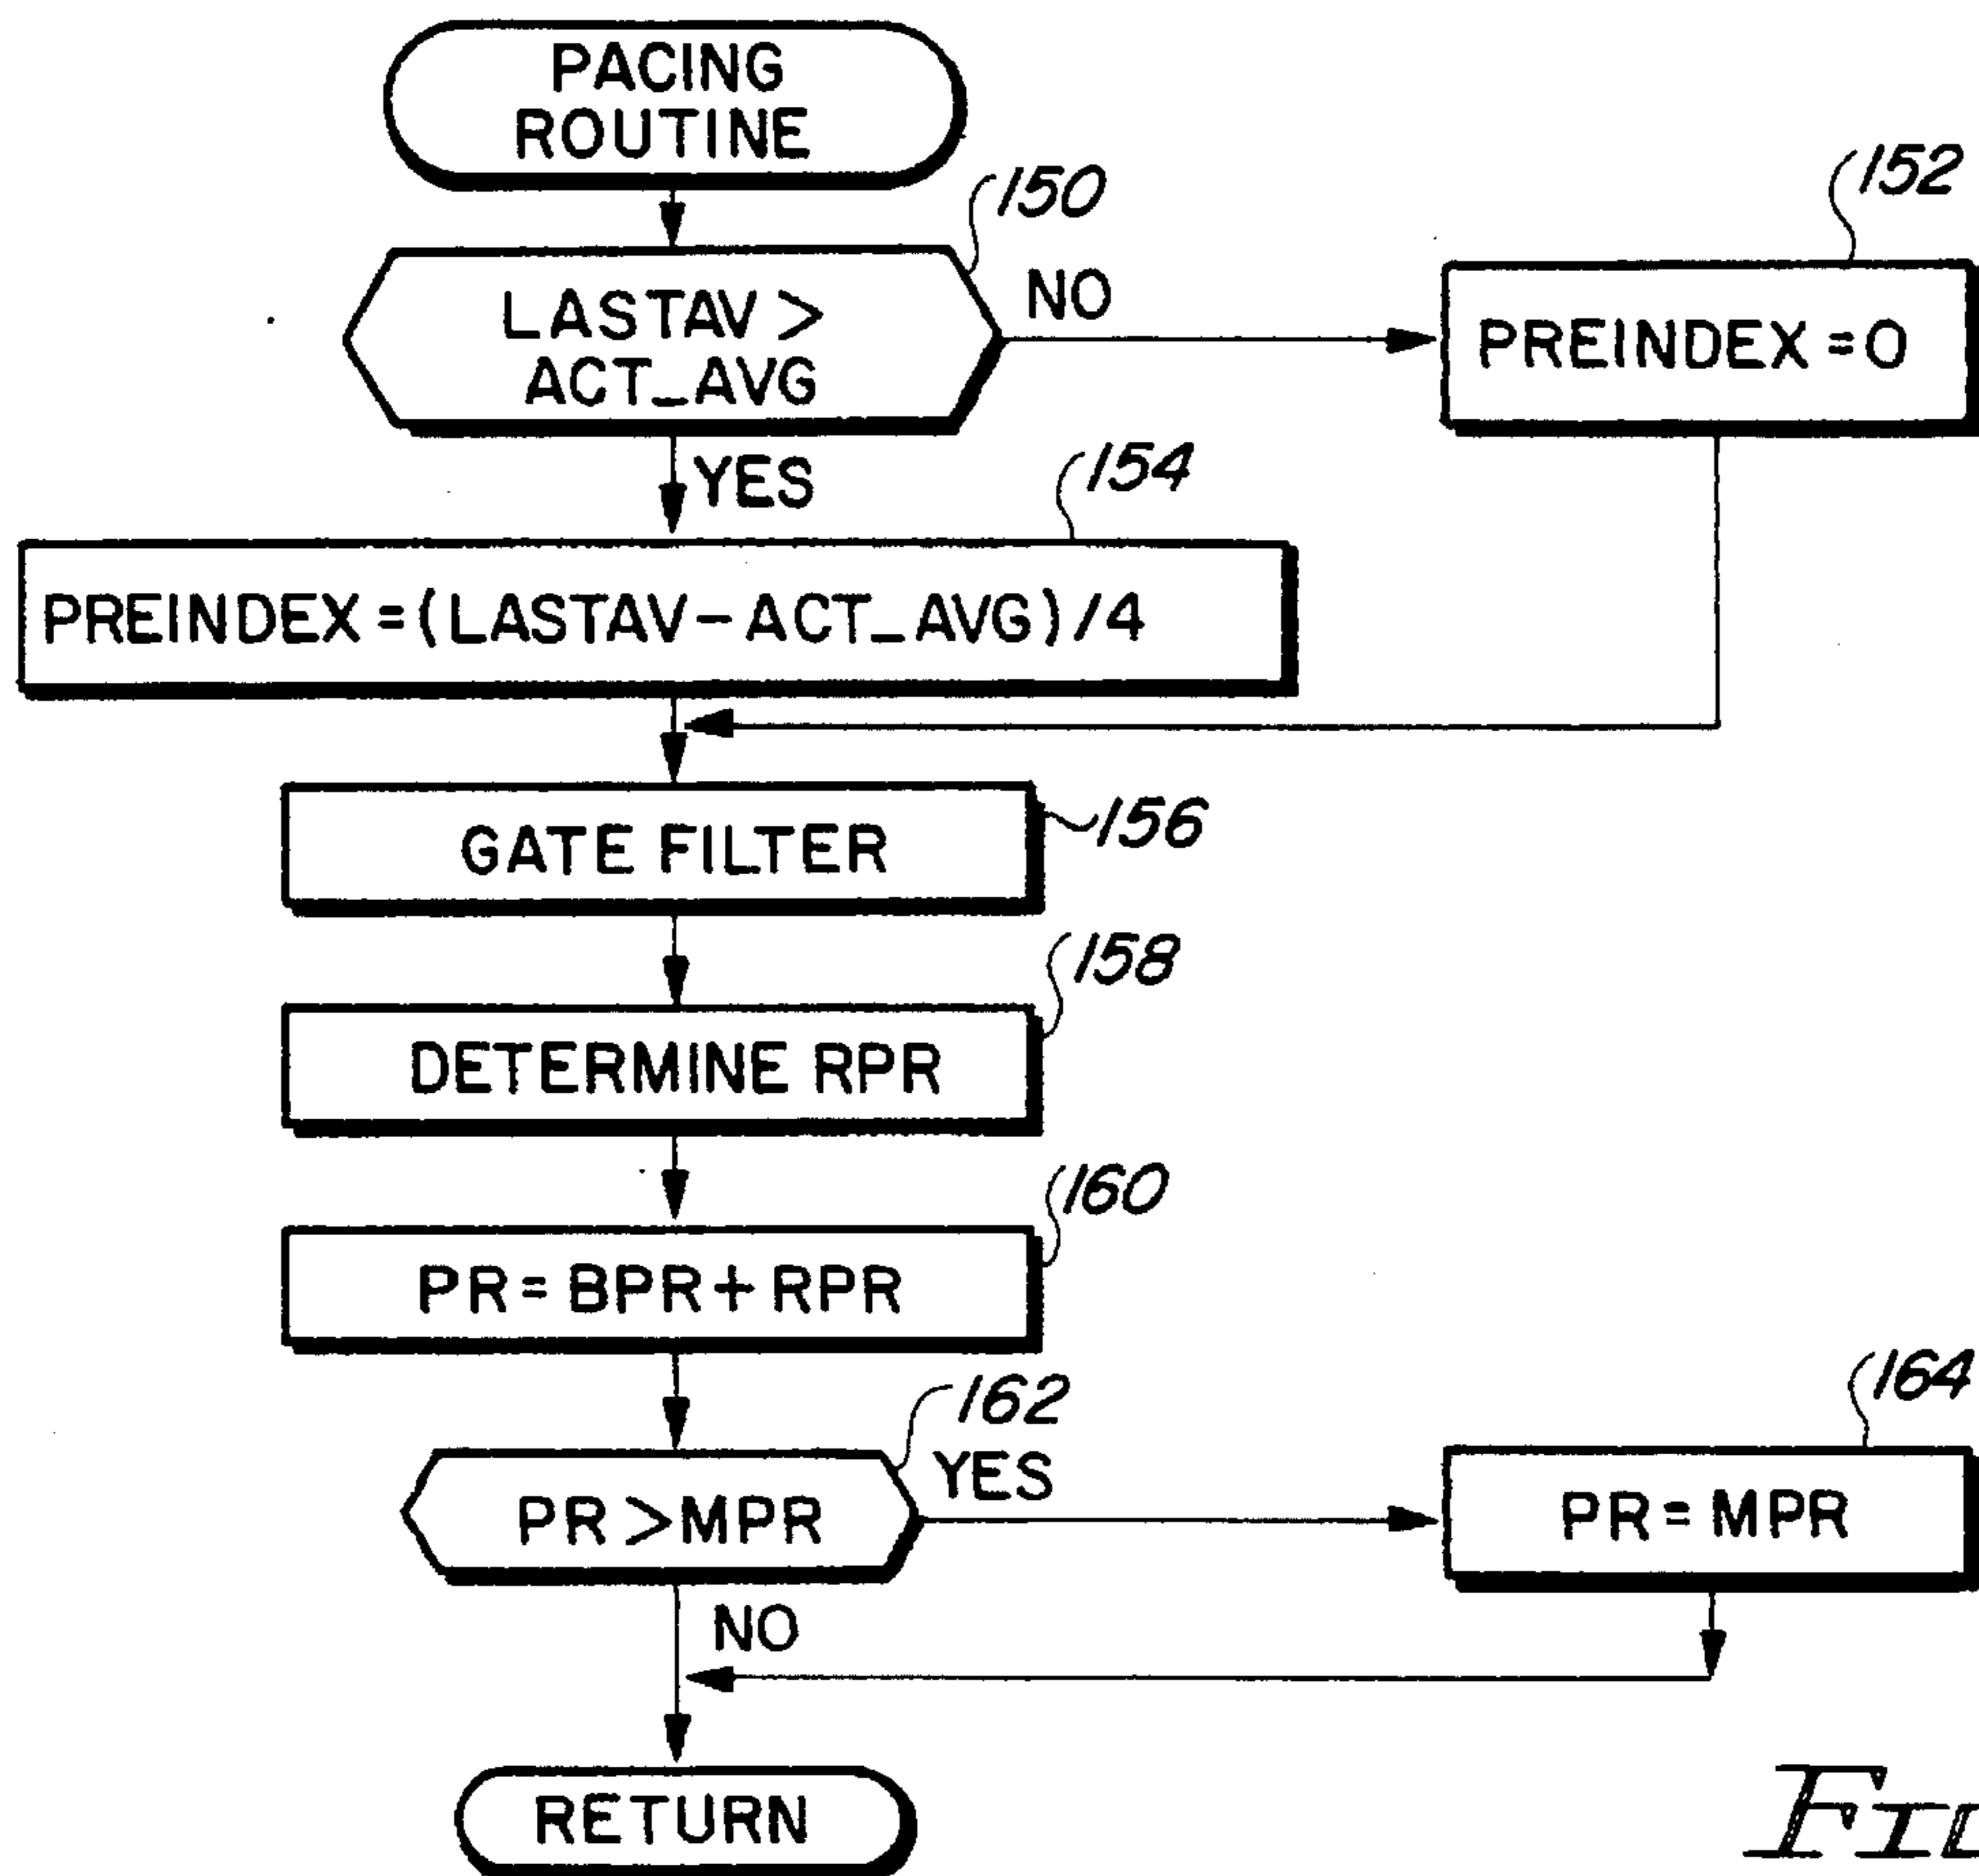 PACING
ROUTINE
150
152
LASTAV >
ACT_AVG
NO
PREINDEX = 0
YES
154
PREINDEX = (LASTAV - ACT_AVG) / 4
GATE FILTER
156
158
DETERMINE RPR
160
PR = BPR + RPR
162
164
YES
PR > MPR
PR = MPR
NO
RETURN